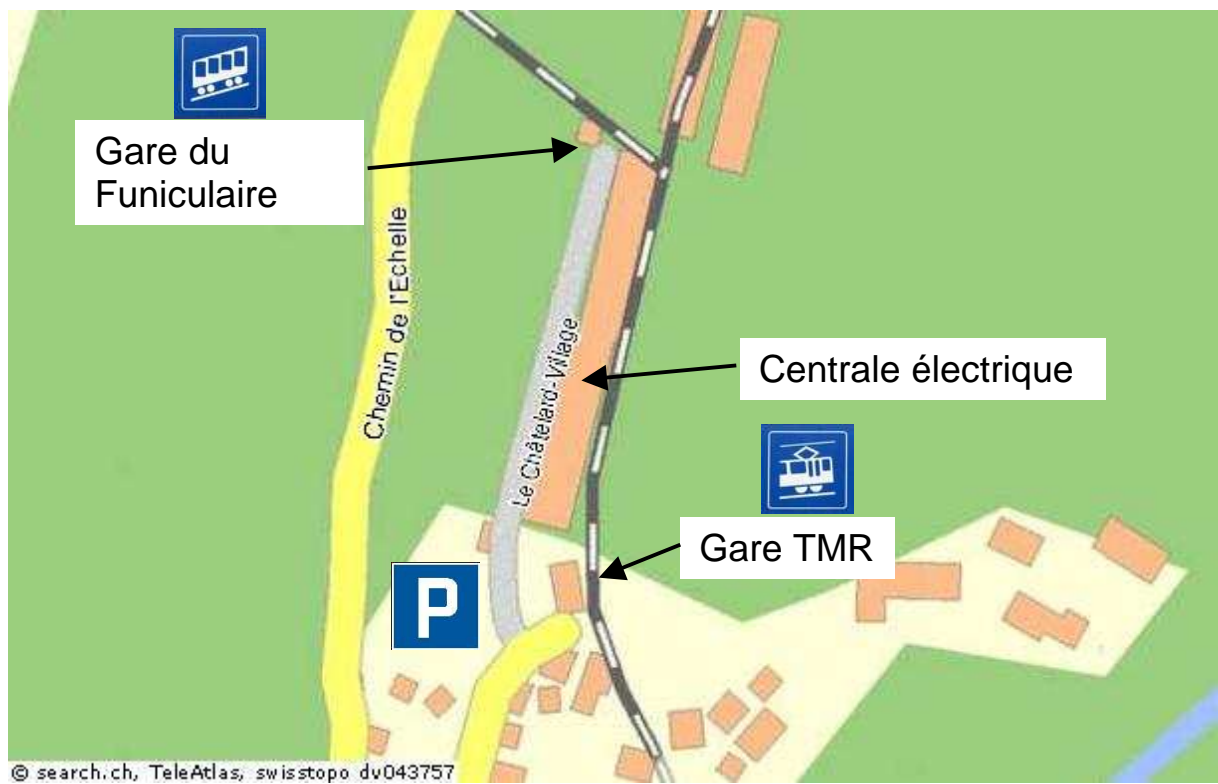 Gare du
Funiculaire
Chemin de l'Echelle
Le Châtelard-Village
Centrale électrique
Gare TMR
P
© search.ch, TeleAtlas, swisstopo dv043757